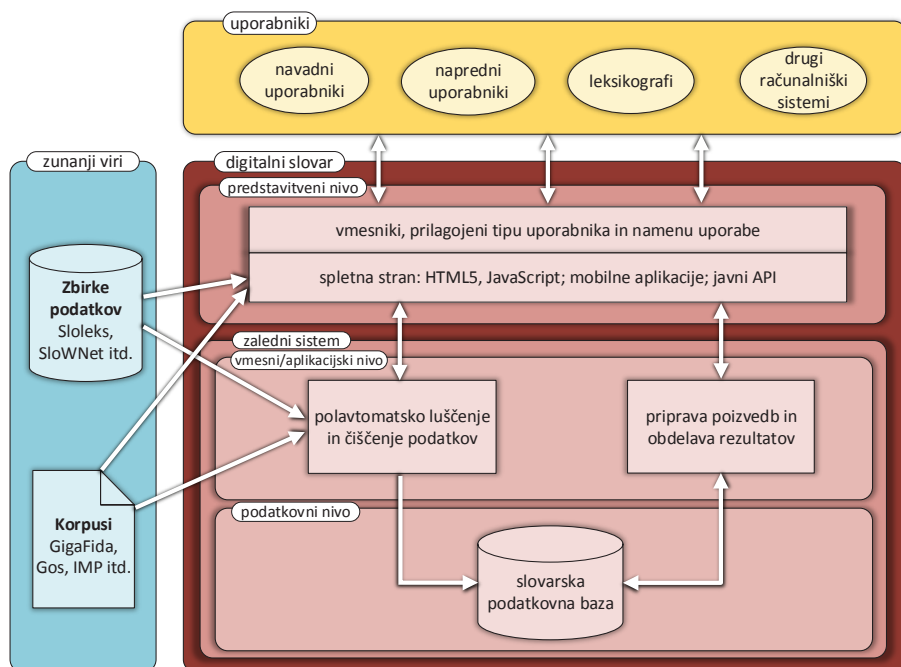 uporabniki
navadni
uporabniki
napredni
uporabniki
leksikografi
drugi
računalniški
sistemi
zunanji viri
Zbirke
podatkov
Sloleks,
SloWNet itd.
Korpusi
GigaFida,
Gos, IMP itd.
digitalni slovar
predstavitveni nivo
vmesniki, prilagojeni tipu uporabnika in namenu uporabe
spletna stran: HTML5, JavaScript; mobilne aplikacije; javni API
zaledni sistem
vmesni/aplikacijski nivo
polavtomatsko luščenje
in čiščenje podatkov
priprava poizvedb in
obdelava rezultatov
podatkovni nivo
slovarska
podatkovna baza